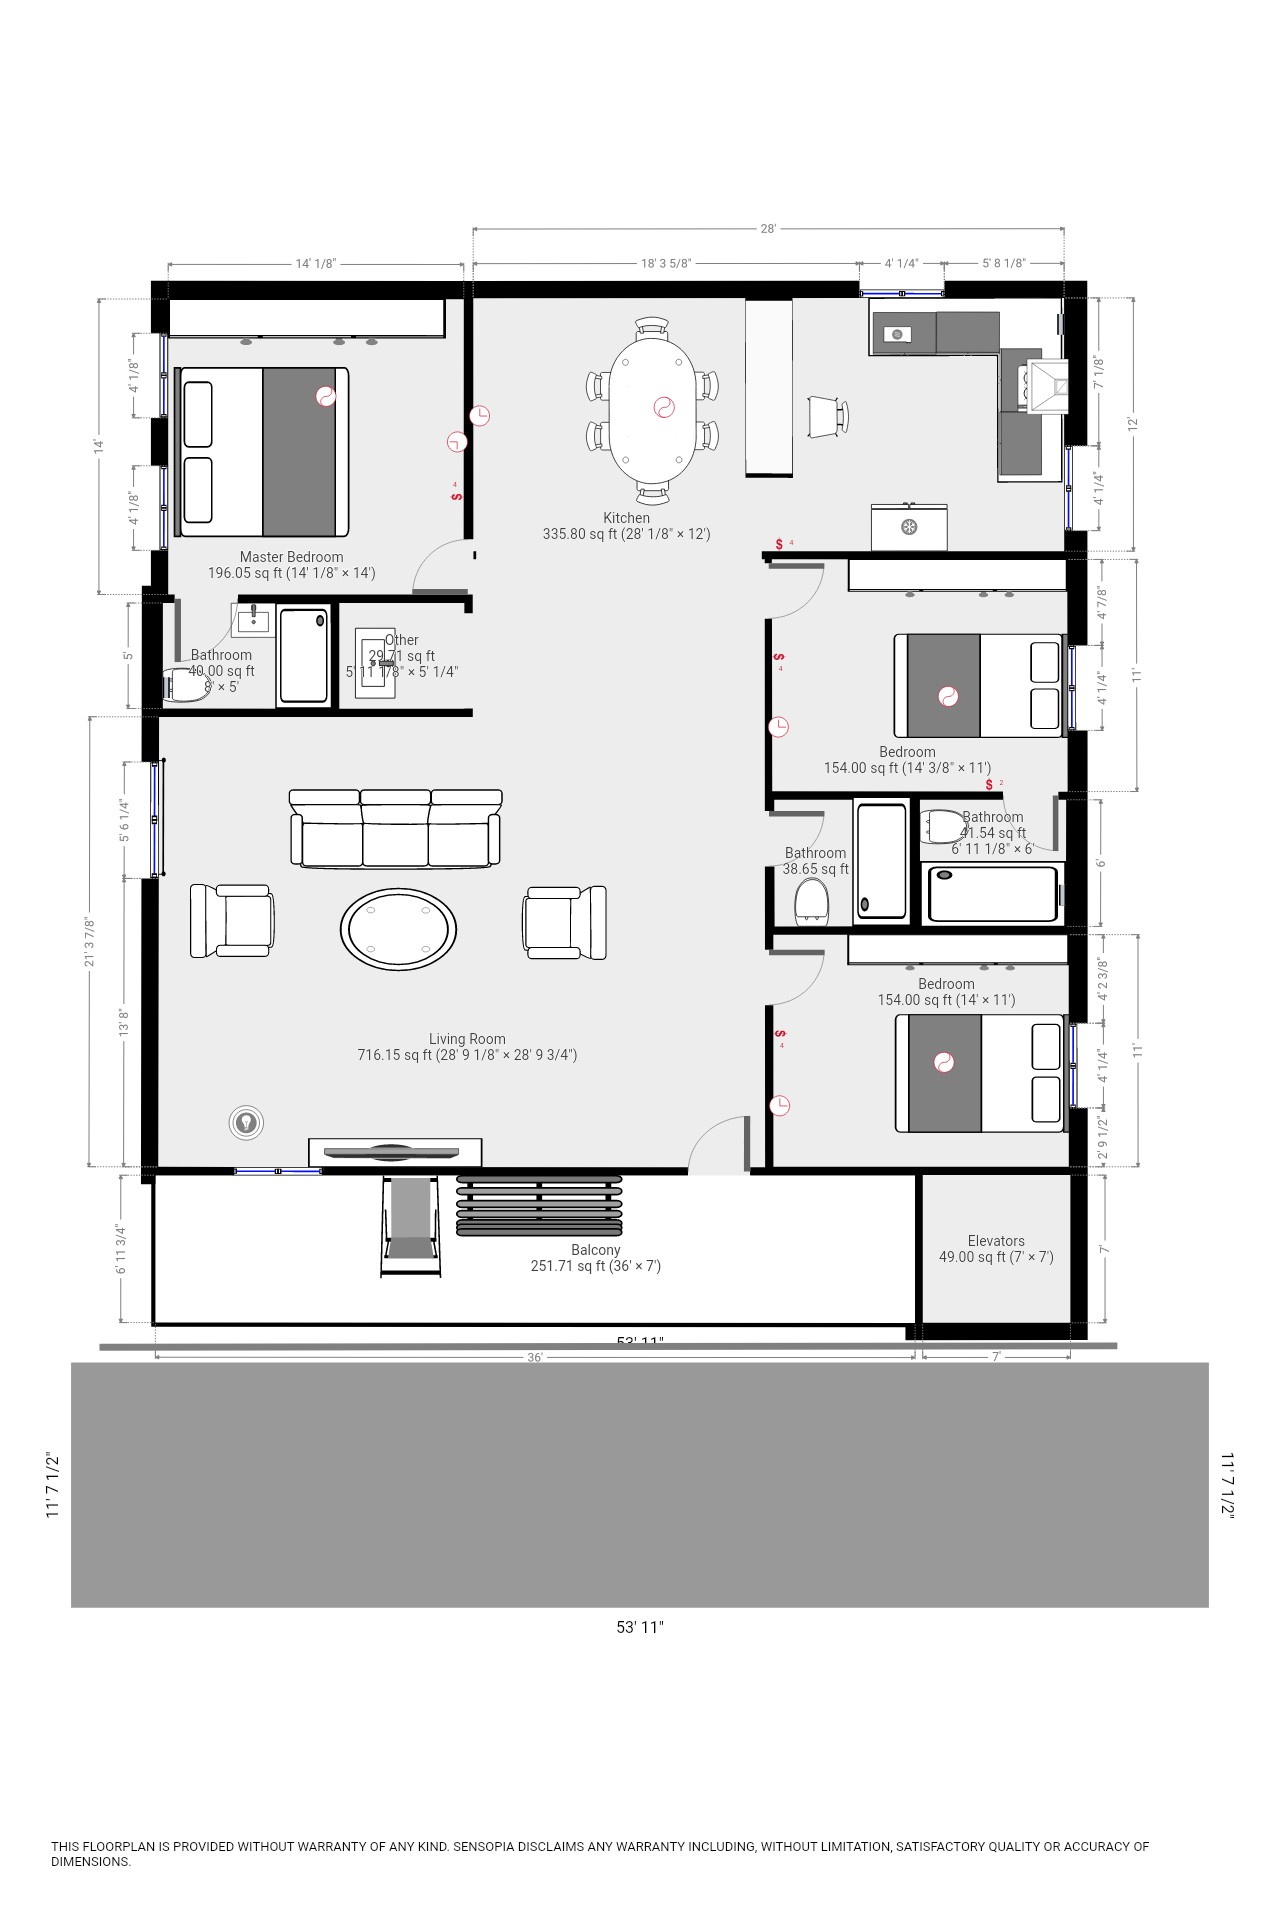 28'
14' 1/8"
18' 3 5/8"
4' 1/4"
5' 8 1/8"
14'
4' 1/8"
4' 1/8"
7' 1/8"
12'
4' 1/4"
$ 4
Kitchen
335.80 sq ft (28' 1/8" × 12')
$ 4
Master Bedroom
196.05 sq ft (14' 1/8" × 14')
4' 7/8"
5'
Bathroom
40.00 sq ft
8' × 5'
Other
29.71 sq ft
5' 11 1/8" × 5' 1/4"
$ 4
4' 1/4"
11'
Bedroom
154.00 sq ft (14' 3/8" × 11')
$ 2
5' 6 1/4"
Bathroom
38.65 sq ft
Bathroom
41.54 sq ft
6' 11 1/8" × 6'
6'
21' 3 7/8"
13' 8"
4' 2 3/8"
Bedroom
154.00 sq ft (14' × 11')
Living Room
716.15 sq ft (28' 9 1/8" × 28' 9 3/4")
$ 4
4' 1/4"
11'
2' 9 1/2"
6' 11 3/4"
Balcony
251.71 sq ft (36' × 7')
Elevators
49.00 sq ft (7' × 7')
7'
53' 11"
36'
7'
11' 7 1/2"
11' 7 1/2"
53' 11"
THIS FLOORPLAN IS PROVIDED WITHOUT WARRANTY OF ANY KIND. SENSOPIA DISCLAIMS ANY WARRANTY INCLUDING, WITHOUT LIMITATION, SATISFACTORY QUALITY OR ACCURACY OF
DIMENSIONS.